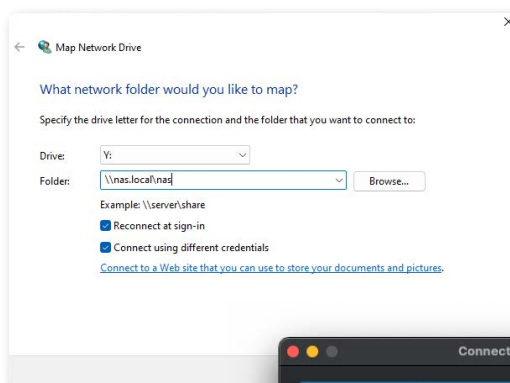 Map Network Drive
What network folder would you like to map?
Specify the drive letter for the connection and the folder that you want to connect to:
Drive: Y:
Folder: \\nas.local\nas Browse...
Example: \\server\share
Reconnect at sign-in
Connect using different credentials
Connect to a Web site that you can use to store your documents and pictures.
Connect